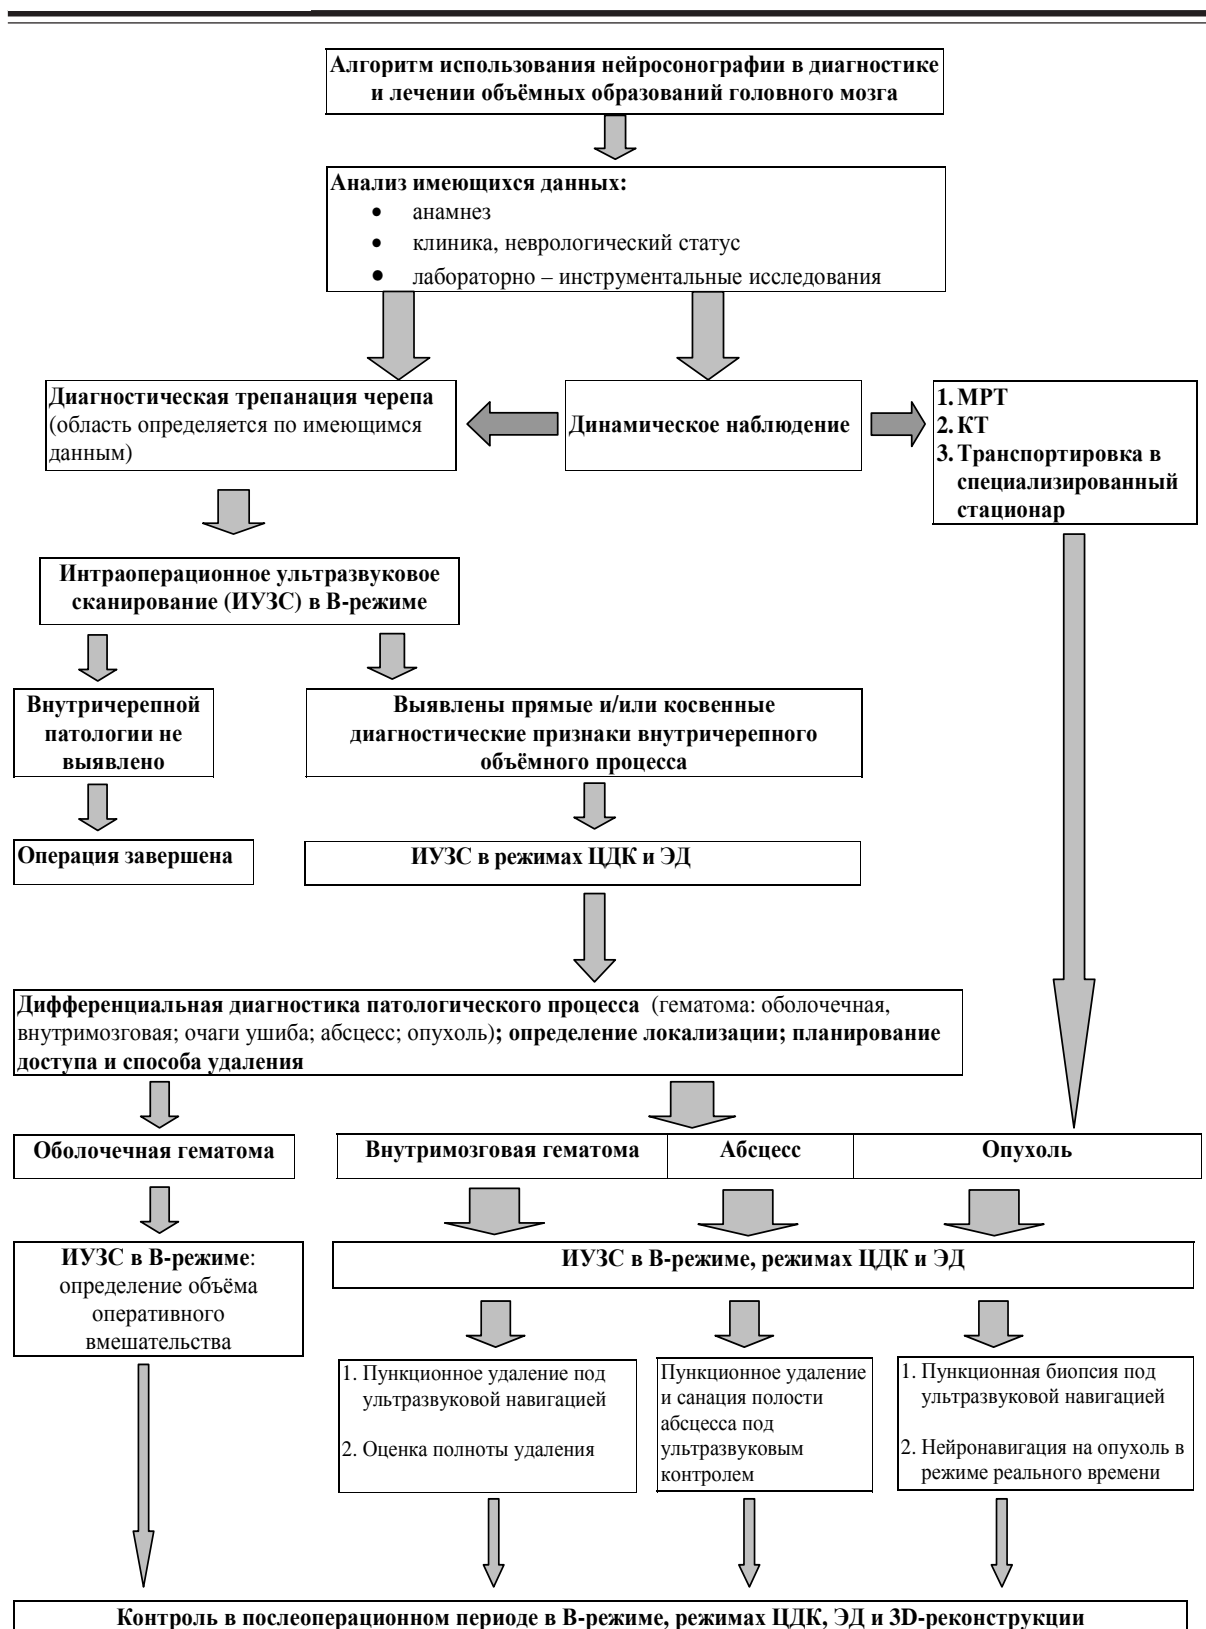 Алгоритм использования нейросонографии в диагностике
и лечении объёмных образований головного мозга
Анализ имеющихся данных:
• анамнез
• клиника, неврологический статус
• лабораторно – инструментальные исследования
Диагностическая трепанация черепа
(область определяется по имеющимся
данным)
Динамическое наблюдение
1. МРТ
2. КТ
3. Транспортировка в
специализированный
стационар
Интраоперационное ультразвуковое
сканирование (ИУЗС) в В-режиме
Внутричерепной
патологии не
выявлено
Выявлены прямые и/или косвенные
диагностические признаки внутричерепного
объёмного процесса
Операция завершена
ИУЗС в режимах ЦДК и ЭД
Дифференциальная диагностика патологического процесса (гематома: оболочечная,
внутримозговая; очаги ушиба; абсцесс; опухоль); определение локализации; планирование
доступа и способа удаления
Оболочечная гематома
Внутримозговая гематома
Абсцесс
Опухоль
ИУЗС в В-режиме:
определение объёма
оперативного
вмешательства
ИУЗС в В-режиме, режимах ЦДК и ЭД
1. Пункционное удаление под
ультразвуковой навигацией
2. Оценка полноты удаления
Пункционное удаление
и санация полости
абсцесса под
ультразвуковым
контролем
1. Пункционная биопсия под
ультразвуковой навигацией
2. Нейронавигация на опухоль в
режиме реального времени
Контроль в послеоперационном периоде в В-режиме, режимах ЦДК, ЭД и 3D-реконструкции